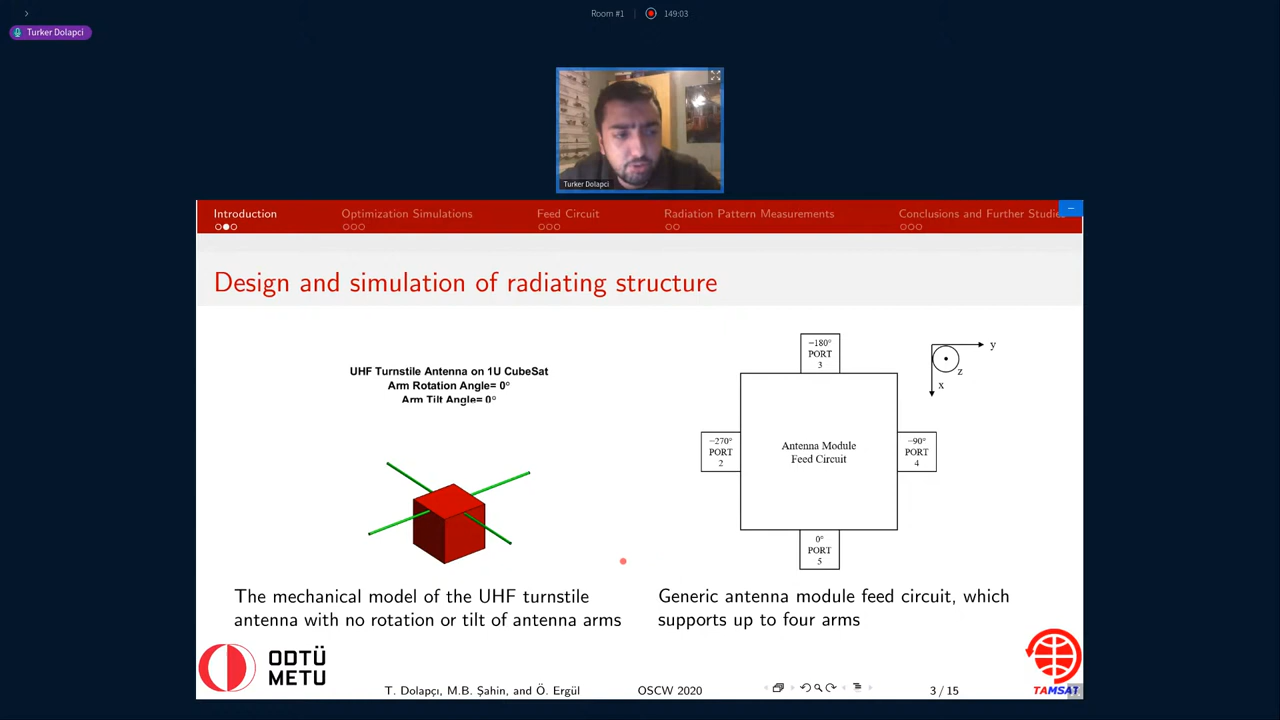 Room #1
149:03
Turker Dolapci
Turker Dolapci
Introduction
Optimization Simulations
Feed Circuit
Radiation Pattern Measurements
Conclusions and Further Studies
Design and simulation of radiating structure
UHF Turnstile Antenna on 1U CubeSat
Arm Rotation Angle= 0°
Arm Tilt Angle= 0°
−180°
PORT
3
y
z
x
−270°
PORT
2
Antenna Module
Feed Circuit
−90°
PORT
4
0°
PORT
5
The mechanical model of the UHF turnstile
antenna with no rotation or tilt of antenna arms
Generic antenna module feed circuit, which
supports up to four arms
ODTÜ
METU
T. Dolapçı, M.B. Şahin, and Ö. Ergül
OSCW 2020
3 / 15
TAMSAT